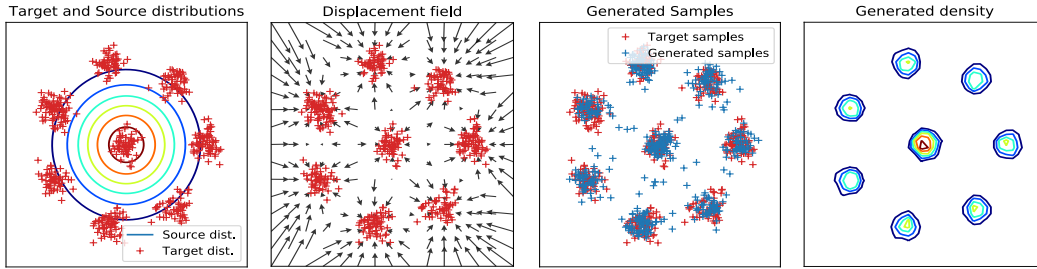 Target and Source distributions
Source dist.
Target dist.
Displacement field
Generated Samples
Target samples
Generated samples
Generated density